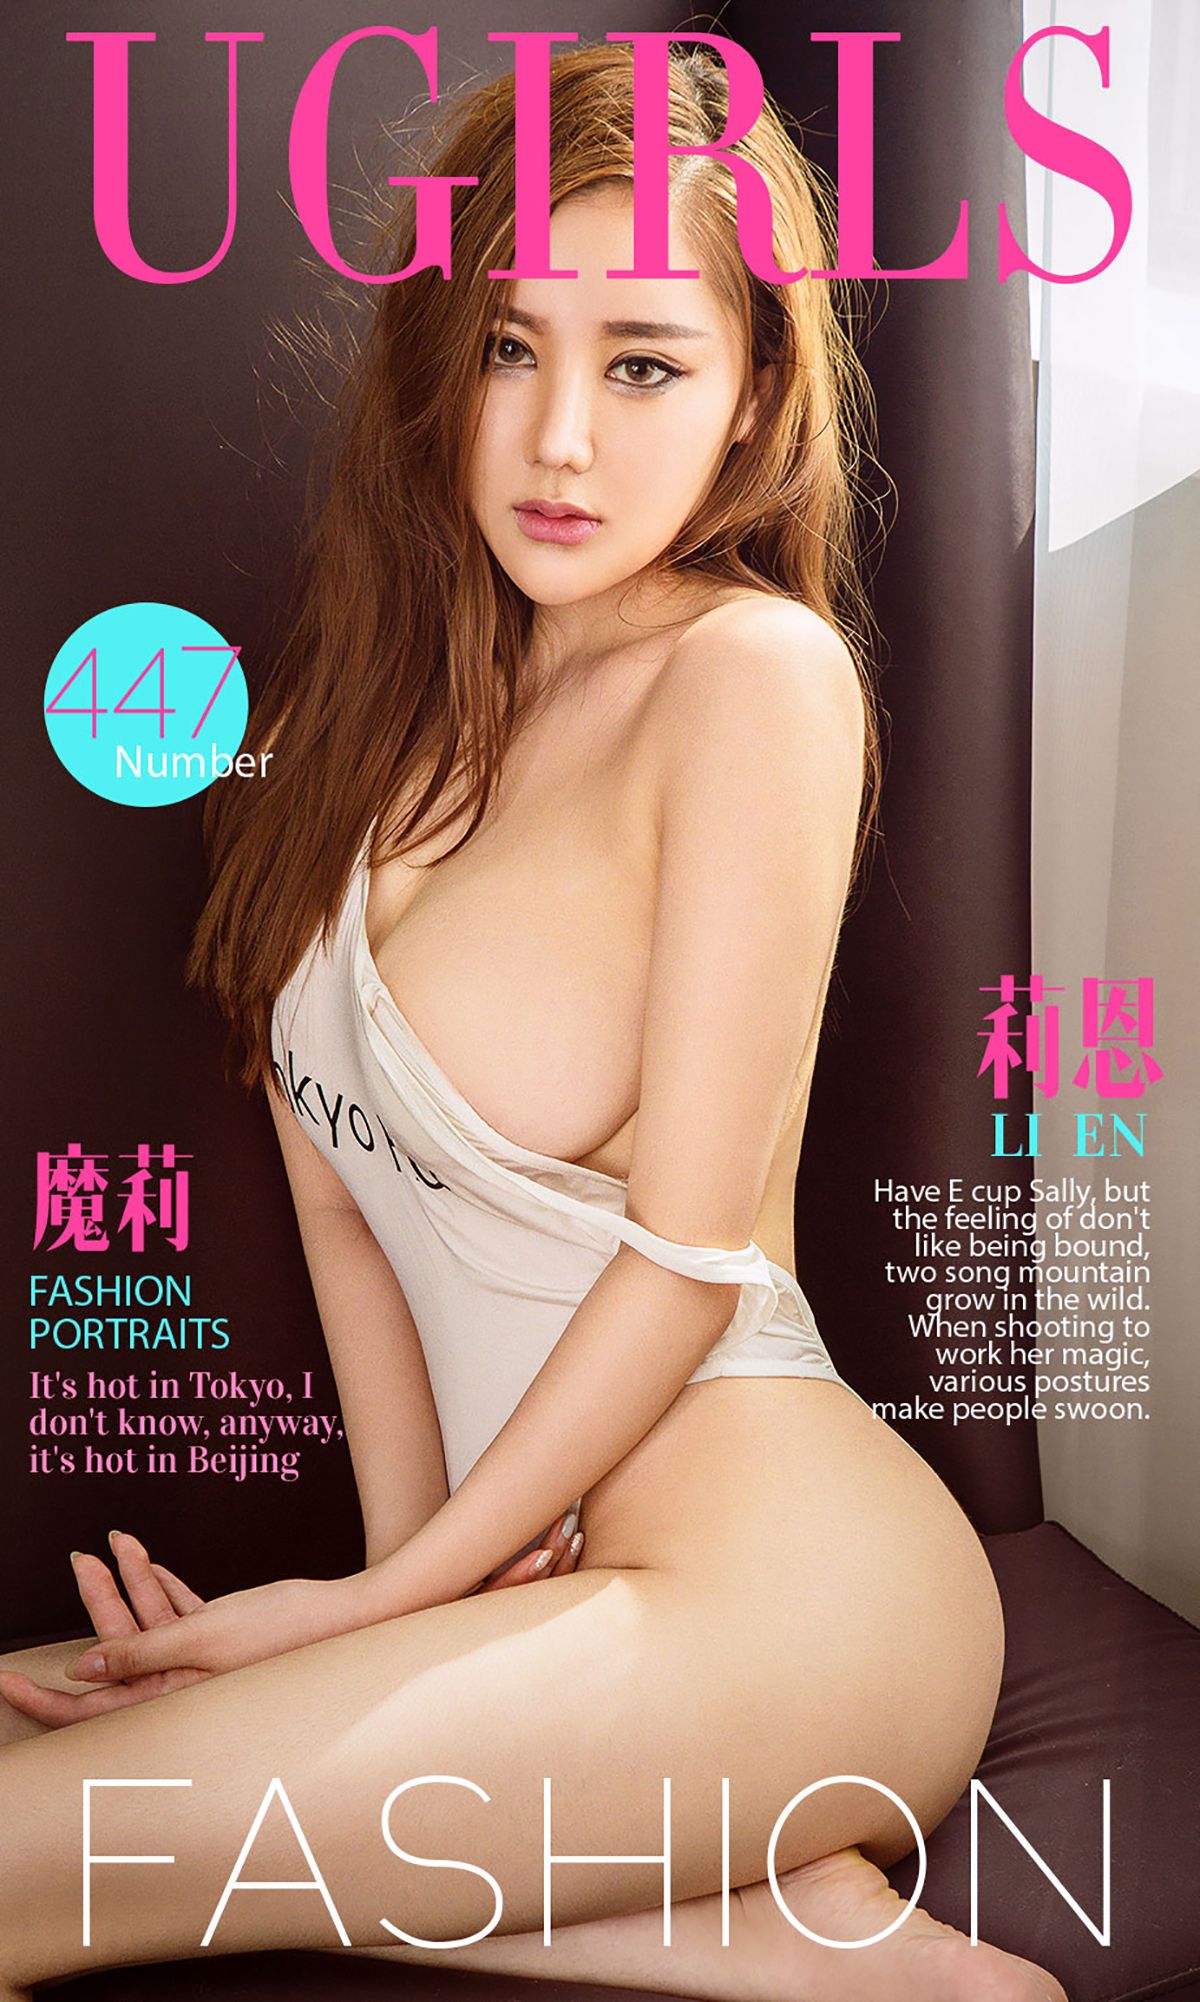 UGIRLS
447
Number
莉恩
LI EN
Have E cup Sally, but
the feeling of don't
like being bound,
two song mountain
grow in the wild.
When shooting to
work her magic,
various postures
make people swoon.
魔莉
FASHION
PORTRAITS
It's hot in Tokyo, I
don't know, anyway,
it's hot in Beijing
FASHION